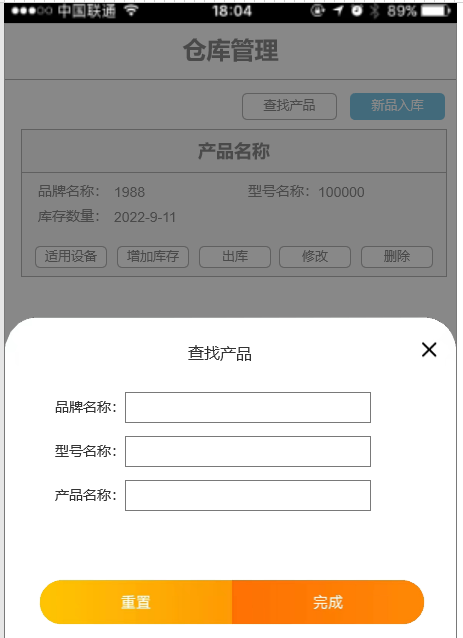 中国联通 18:04 89%
仓库管理
查找产品 新品入库
产品名称
品牌名称： 1988 型号名称：100000
库存数量： 2022-9-11
适用设备 增加库存 出库 修改 删除
查找产品
品牌名称：
型号名称：
产品名称：
重置 完成